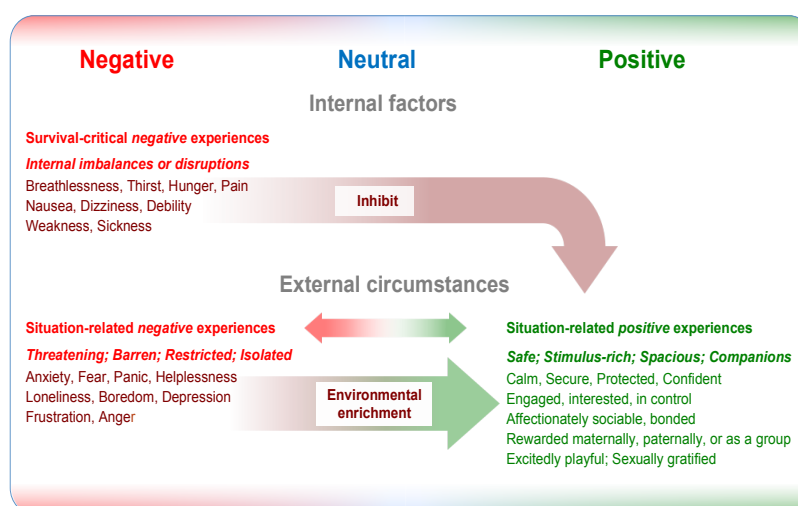 Negative Neutral Positive
Internal factors
Survival-critical negative experiences
Internal imbalances or disruptions
Breathlessness, Thirst, Hunger, Pain
Nausea, Dizziness, Debility
Weakness, Sickness
Inhibit
External circumstances
Situation-related negative experiences
Threatening; Barren; Restricted; Isolated
Anxiety, Fear, Panic, Helplessness
Loneliness, Boredom, Depression
Frustration, Anger
Environmental
enrichment
Situation-related positive experiences
Safe; Stimulus-rich; Spacious; Companions
Calm, Secure, Protected, Confident
Engaged, interested, in control
Affectionately sociable, bonded
Rewarded maternally, paternally, or as a group
Excitedly playful; Sexually gratified